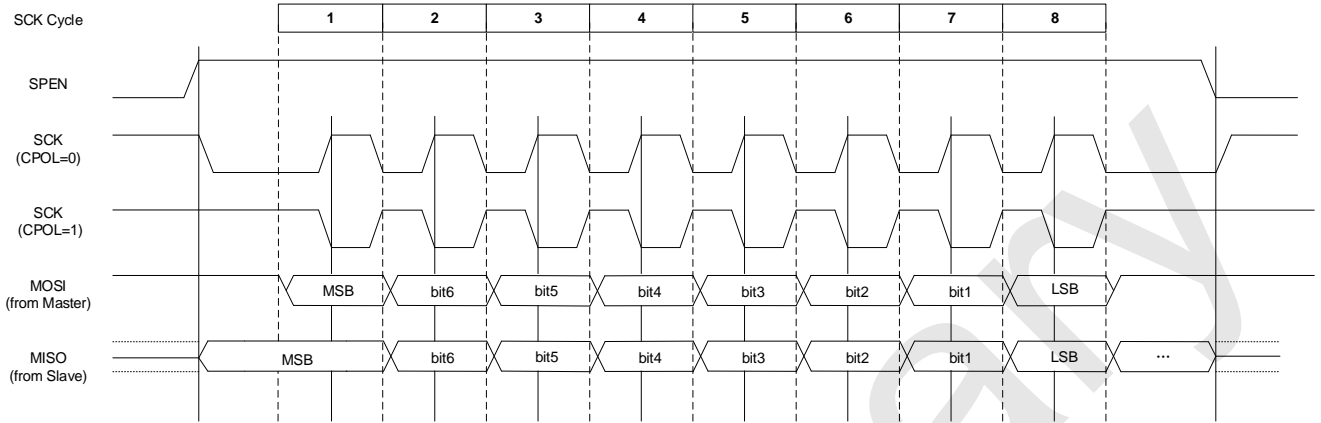 SCK Cycle 1 2 3 4 5 6 7 8
SPEN
SCK
(CPOL=0)
SCK
(CPOL=1)
MOSI
(from Master)
MSB bit6 bit5 bit4 bit3 bit2 bit1 LSB
MISO
(from Slave)
MSB bit6 bit5 bit4 bit3 bit2 bit1 LSB ...